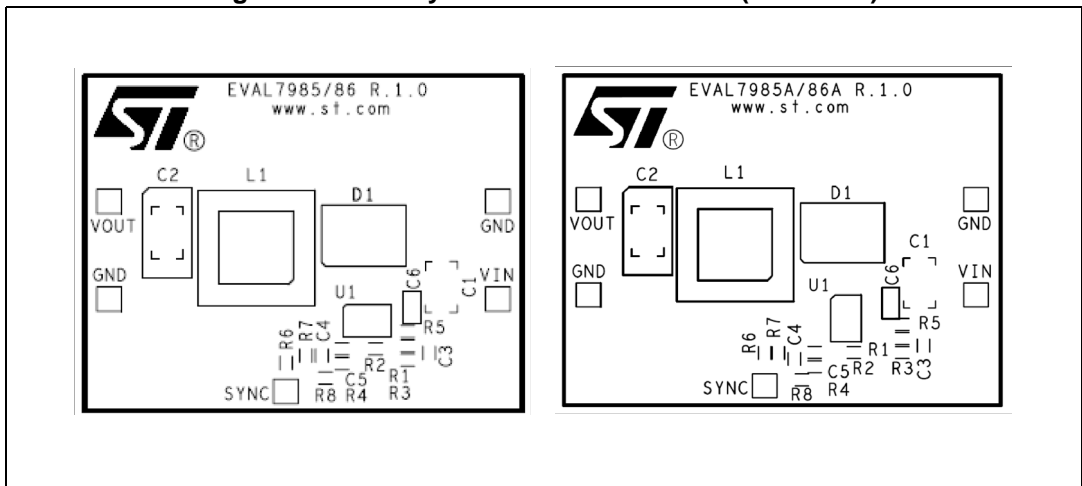 EVAL7985/86 R.1.0
www.st.com
ST®
C2
L1
D1
VOUT
GND
GND
VIN
C6
C1
U1
R6
R7
C4
R5
C3
R2
R1
C5
R3
SYNC
R8 R4
EVAL7985A/86A R.1.0
www.st.com
ST®
C2
L1
D1
VOUT
GND
C1
GND
VIN
C6
U1
R6
R7
C4
R5
R1
C3
R2
R3
SYNC
C5
R8
R4